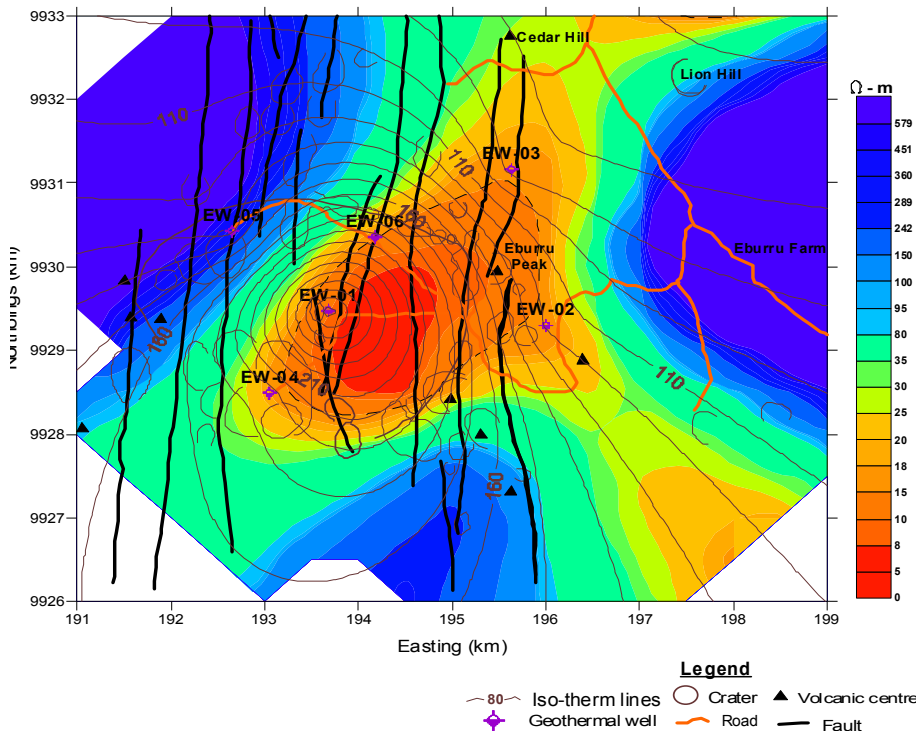 9933
9932
9931
9930
9929
9928
9927
9926
Northings (km)
Cedar Hill
Lion Hill
110
110
EW-03
EW-05
EW-06
160
Eburru
Peak
Eburru Farm
EW-01
EW-02
160
EW-04
210
110
160
191 192 193 194 195 196 197 198 199
Easting (km)
Ω - m
579
451
360
289
242
150
95
80
35
30
25
20
18
15
10
8
5
0
Legend
80 Iso-therm lines Crater Volcanic centre
Geothermal well Road Fault